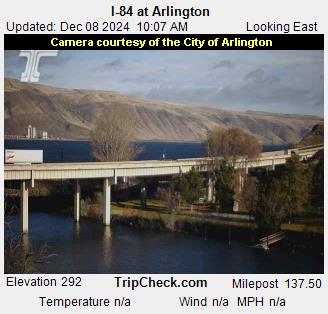 I-84 at Arlington
Updated: Dec 08 2024 10:07 AM
Looking East
Camera courtesy of the City of Arlington
Elevation 292
TripCheck.com
Milepost 137.50
Temperature n/a
Wind n/a
MPH n/a